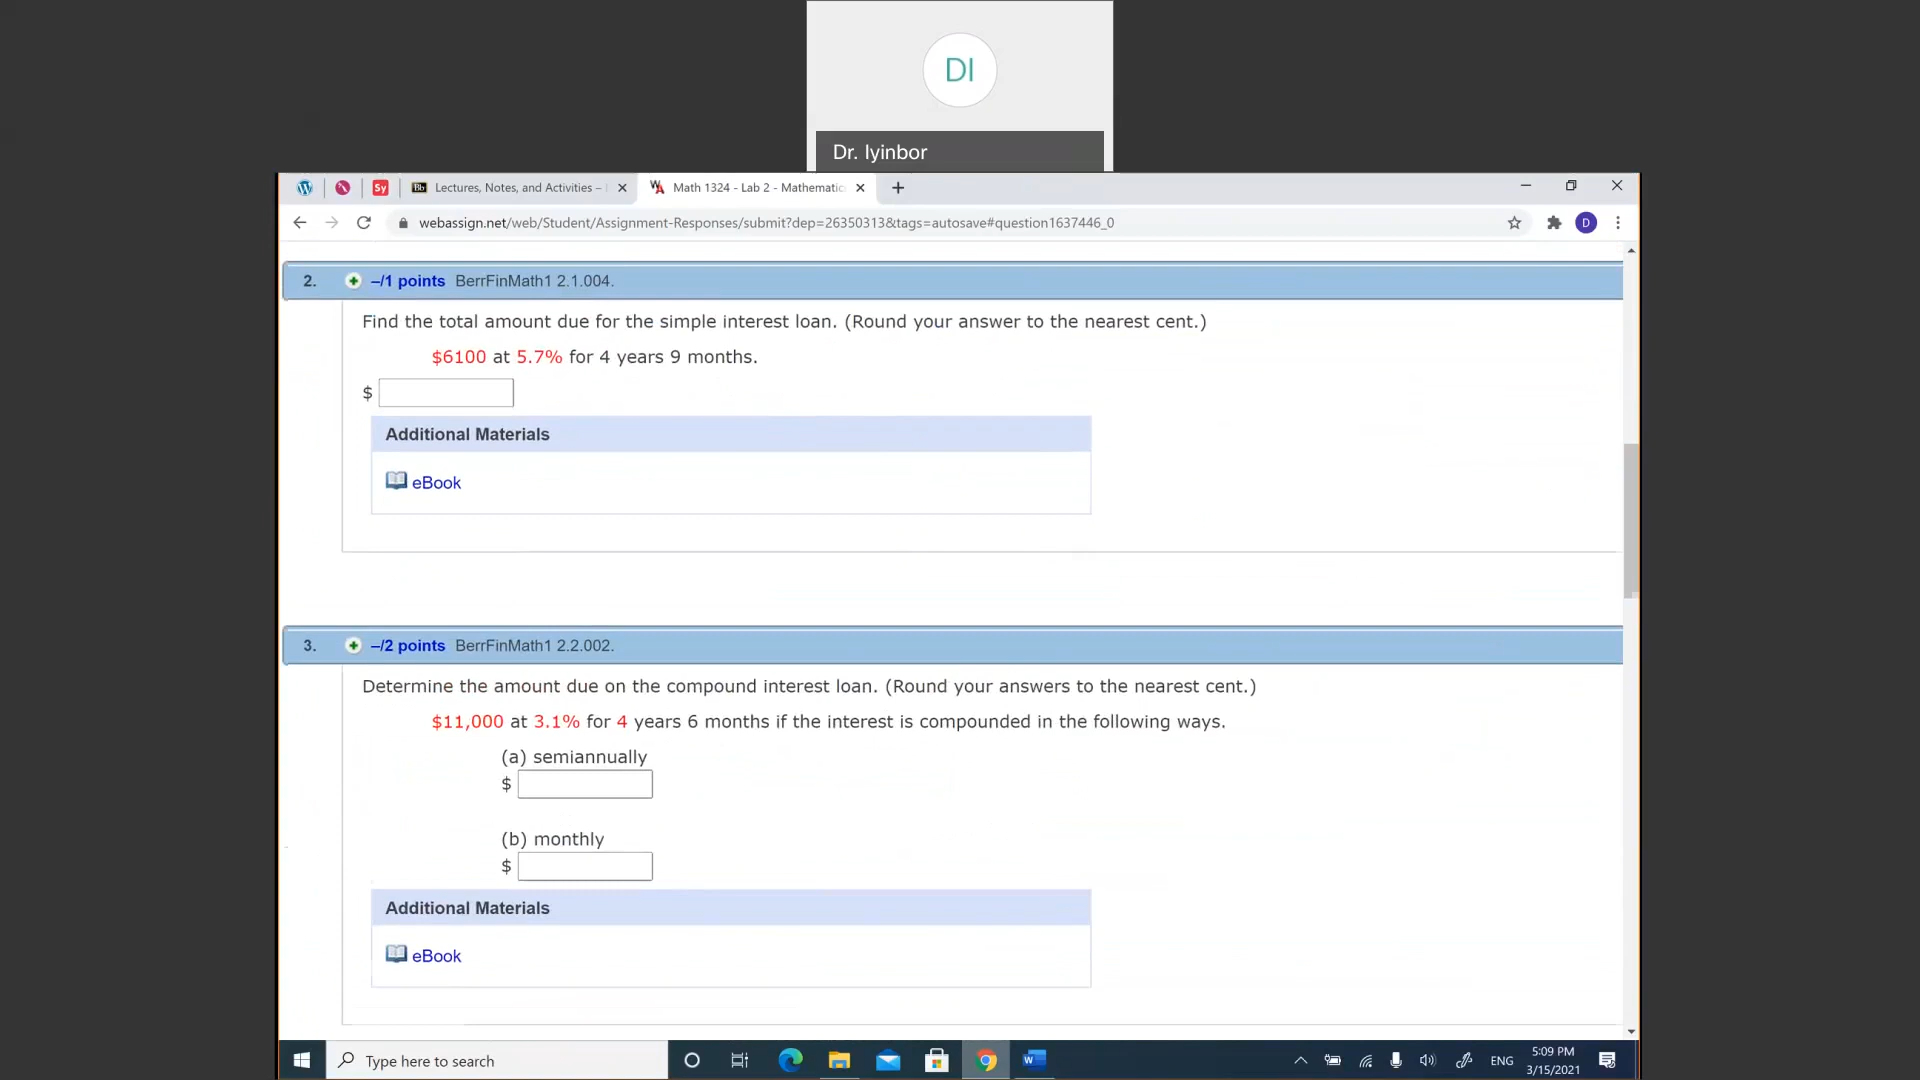 DI
Dr. Iyinbor
Sy
Bb
Lectures, Notes, and Activities –
Math 1324 - Lab 2 - Mathematic
webassign.net/web/Student/Assignment-Responses/submit?dep=26350313&tags=autosave#question1637446_0
D
2. –/1 points BerrFinMath1 2.1.004.
Find the total amount due for the simple interest loan. (Round your answer to the nearest cent.)
$6100 at 5.7% for 4 years 9 months.
$
Additional Materials
eBook
3. –/2 points BerrFinMath1 2.2.002.
Determine the amount due on the compound interest loan. (Round your answers to the nearest cent.)
$11,000 at 3.1% for 4 years 6 months if the interest is compounded in the following ways.
(a) semiannually
$
(b) monthly
$
Additional Materials
eBook
Type here to search
ENG
5:09 PM
3/15/2021